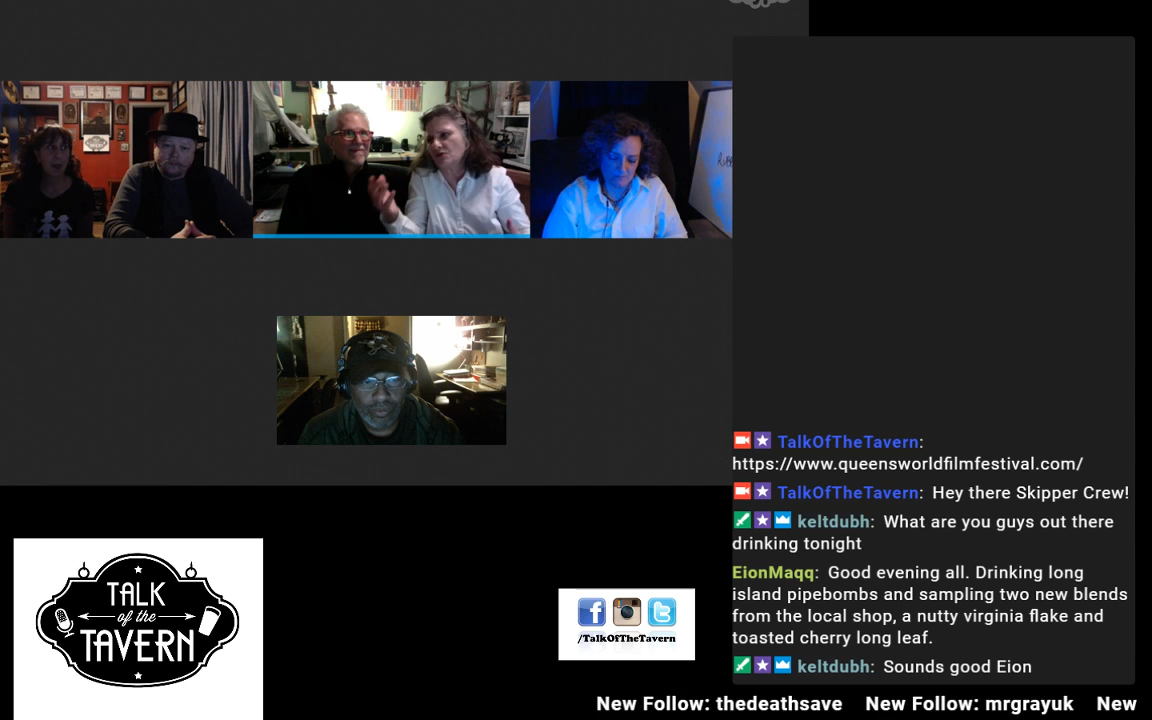 TalkOfTheTavern:
https://www.queensworldfilmfestival.com/
TalkOfTheTavern: Hey there Skipper Crew!
keltdubh: What are you guys out there
drinking tonight
EionMaqq: Good evening all. Drinking long
island pipebombs and sampling two new blends
from the local shop, a nutty virginia flake and
toasted cherry long leaf.
keltdubh: Sounds good Eion
TALK
of the
TAVERN
/TalkOfTheTavern
New Follow: thedeathsave New Follow: mrgrayuk New